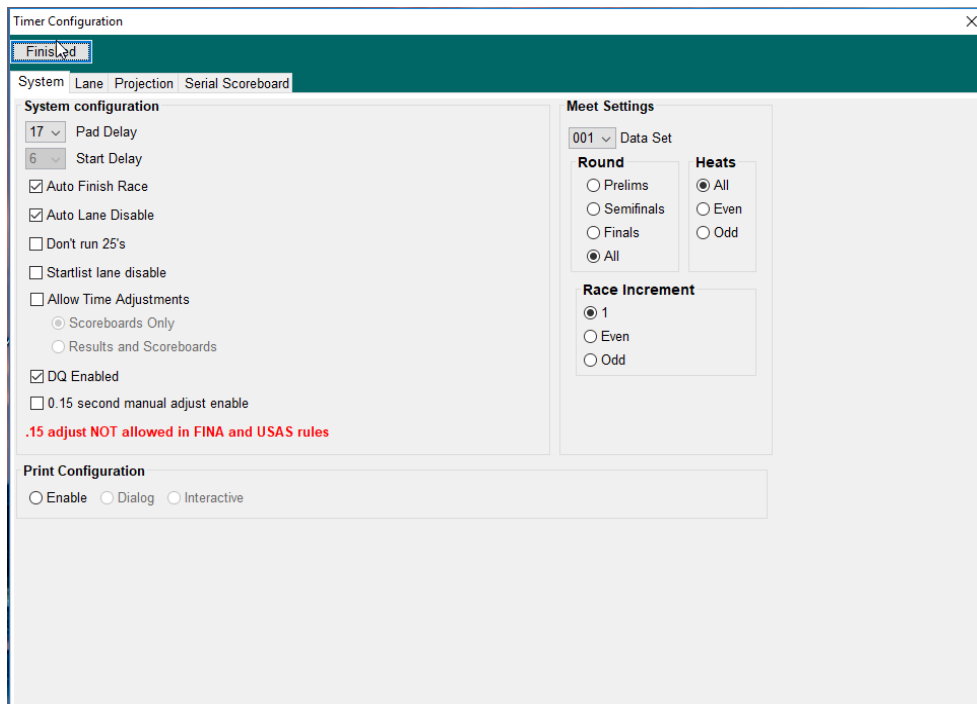 Timer Configuration
Finished
System Lane Projection Serial Scoreboard
System configuration
17 Pad Delay
6 Start Delay
Auto Finish Race
Auto Lane Disable
Don't run 25's
Startlist lane disable
Allow Time Adjustments
Scoreboards Only
Results and Scoreboards
DQ Enabled
0.15 second manual adjust enable
.15 adjust NOT allowed in FINA and USAS rules
Meet Settings
001 Data Set
Round
Prelims
Semifinals
Finals
All
Heats
All
Even
Odd
Race Increment
1
Even
Odd
Print Configuration
Enable Dialog Interactive